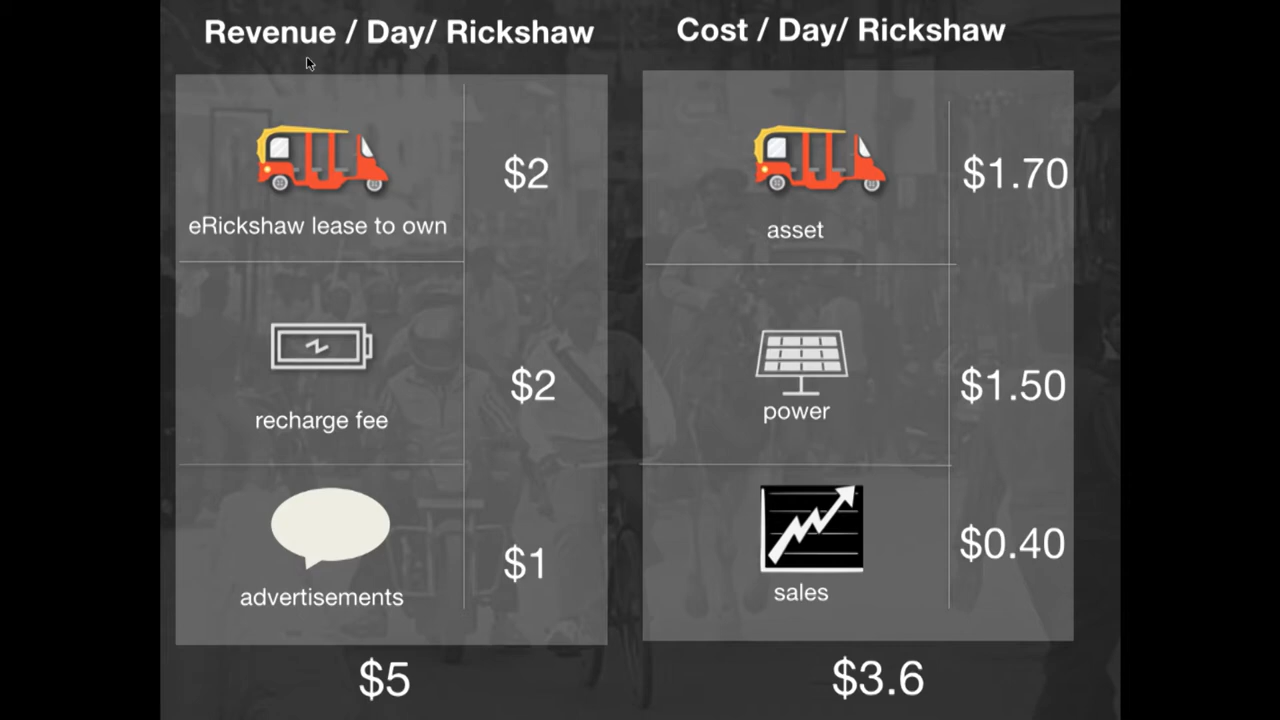 Revenue / Day/ Rickshaw
eRickshaw lease to own
$2
recharge fee
$2
advertisements
$1
$5
Cost / Day/ Rickshaw
asset
$1.70
power
$1.50
sales
$0.40
$3.6